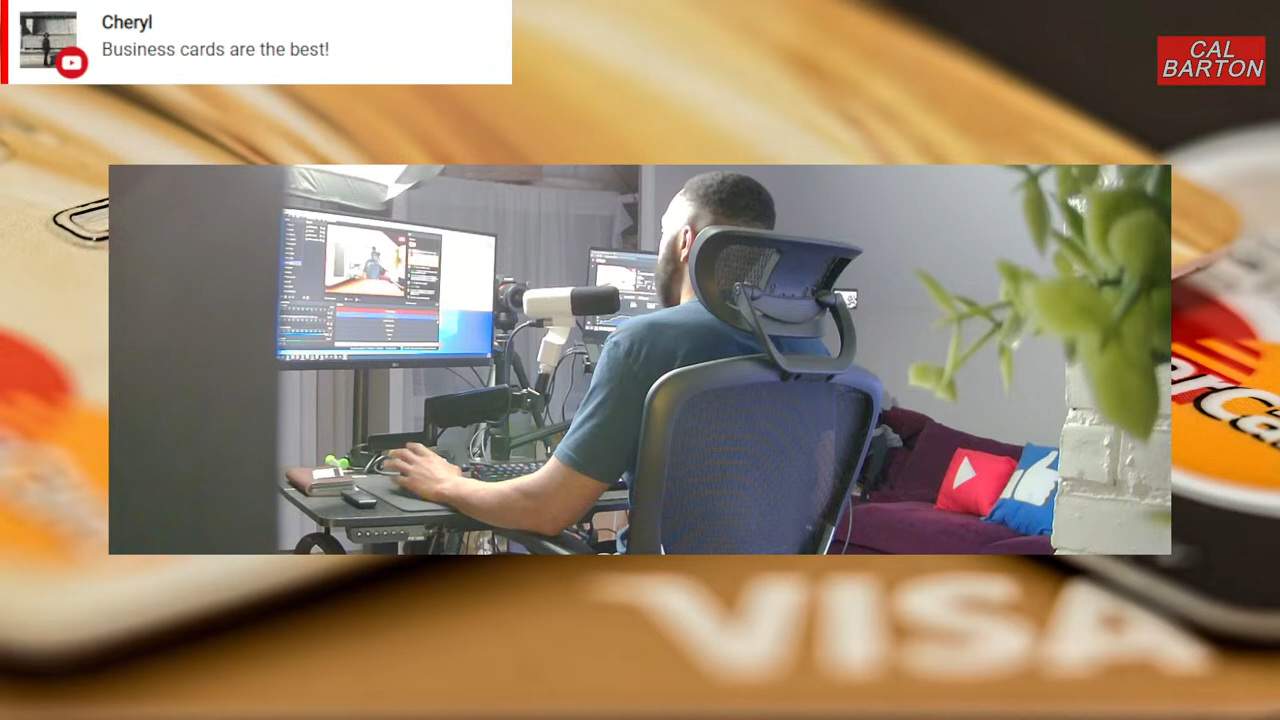 Cheryl
Business cards are the best!
CAL
BARTON
VISA